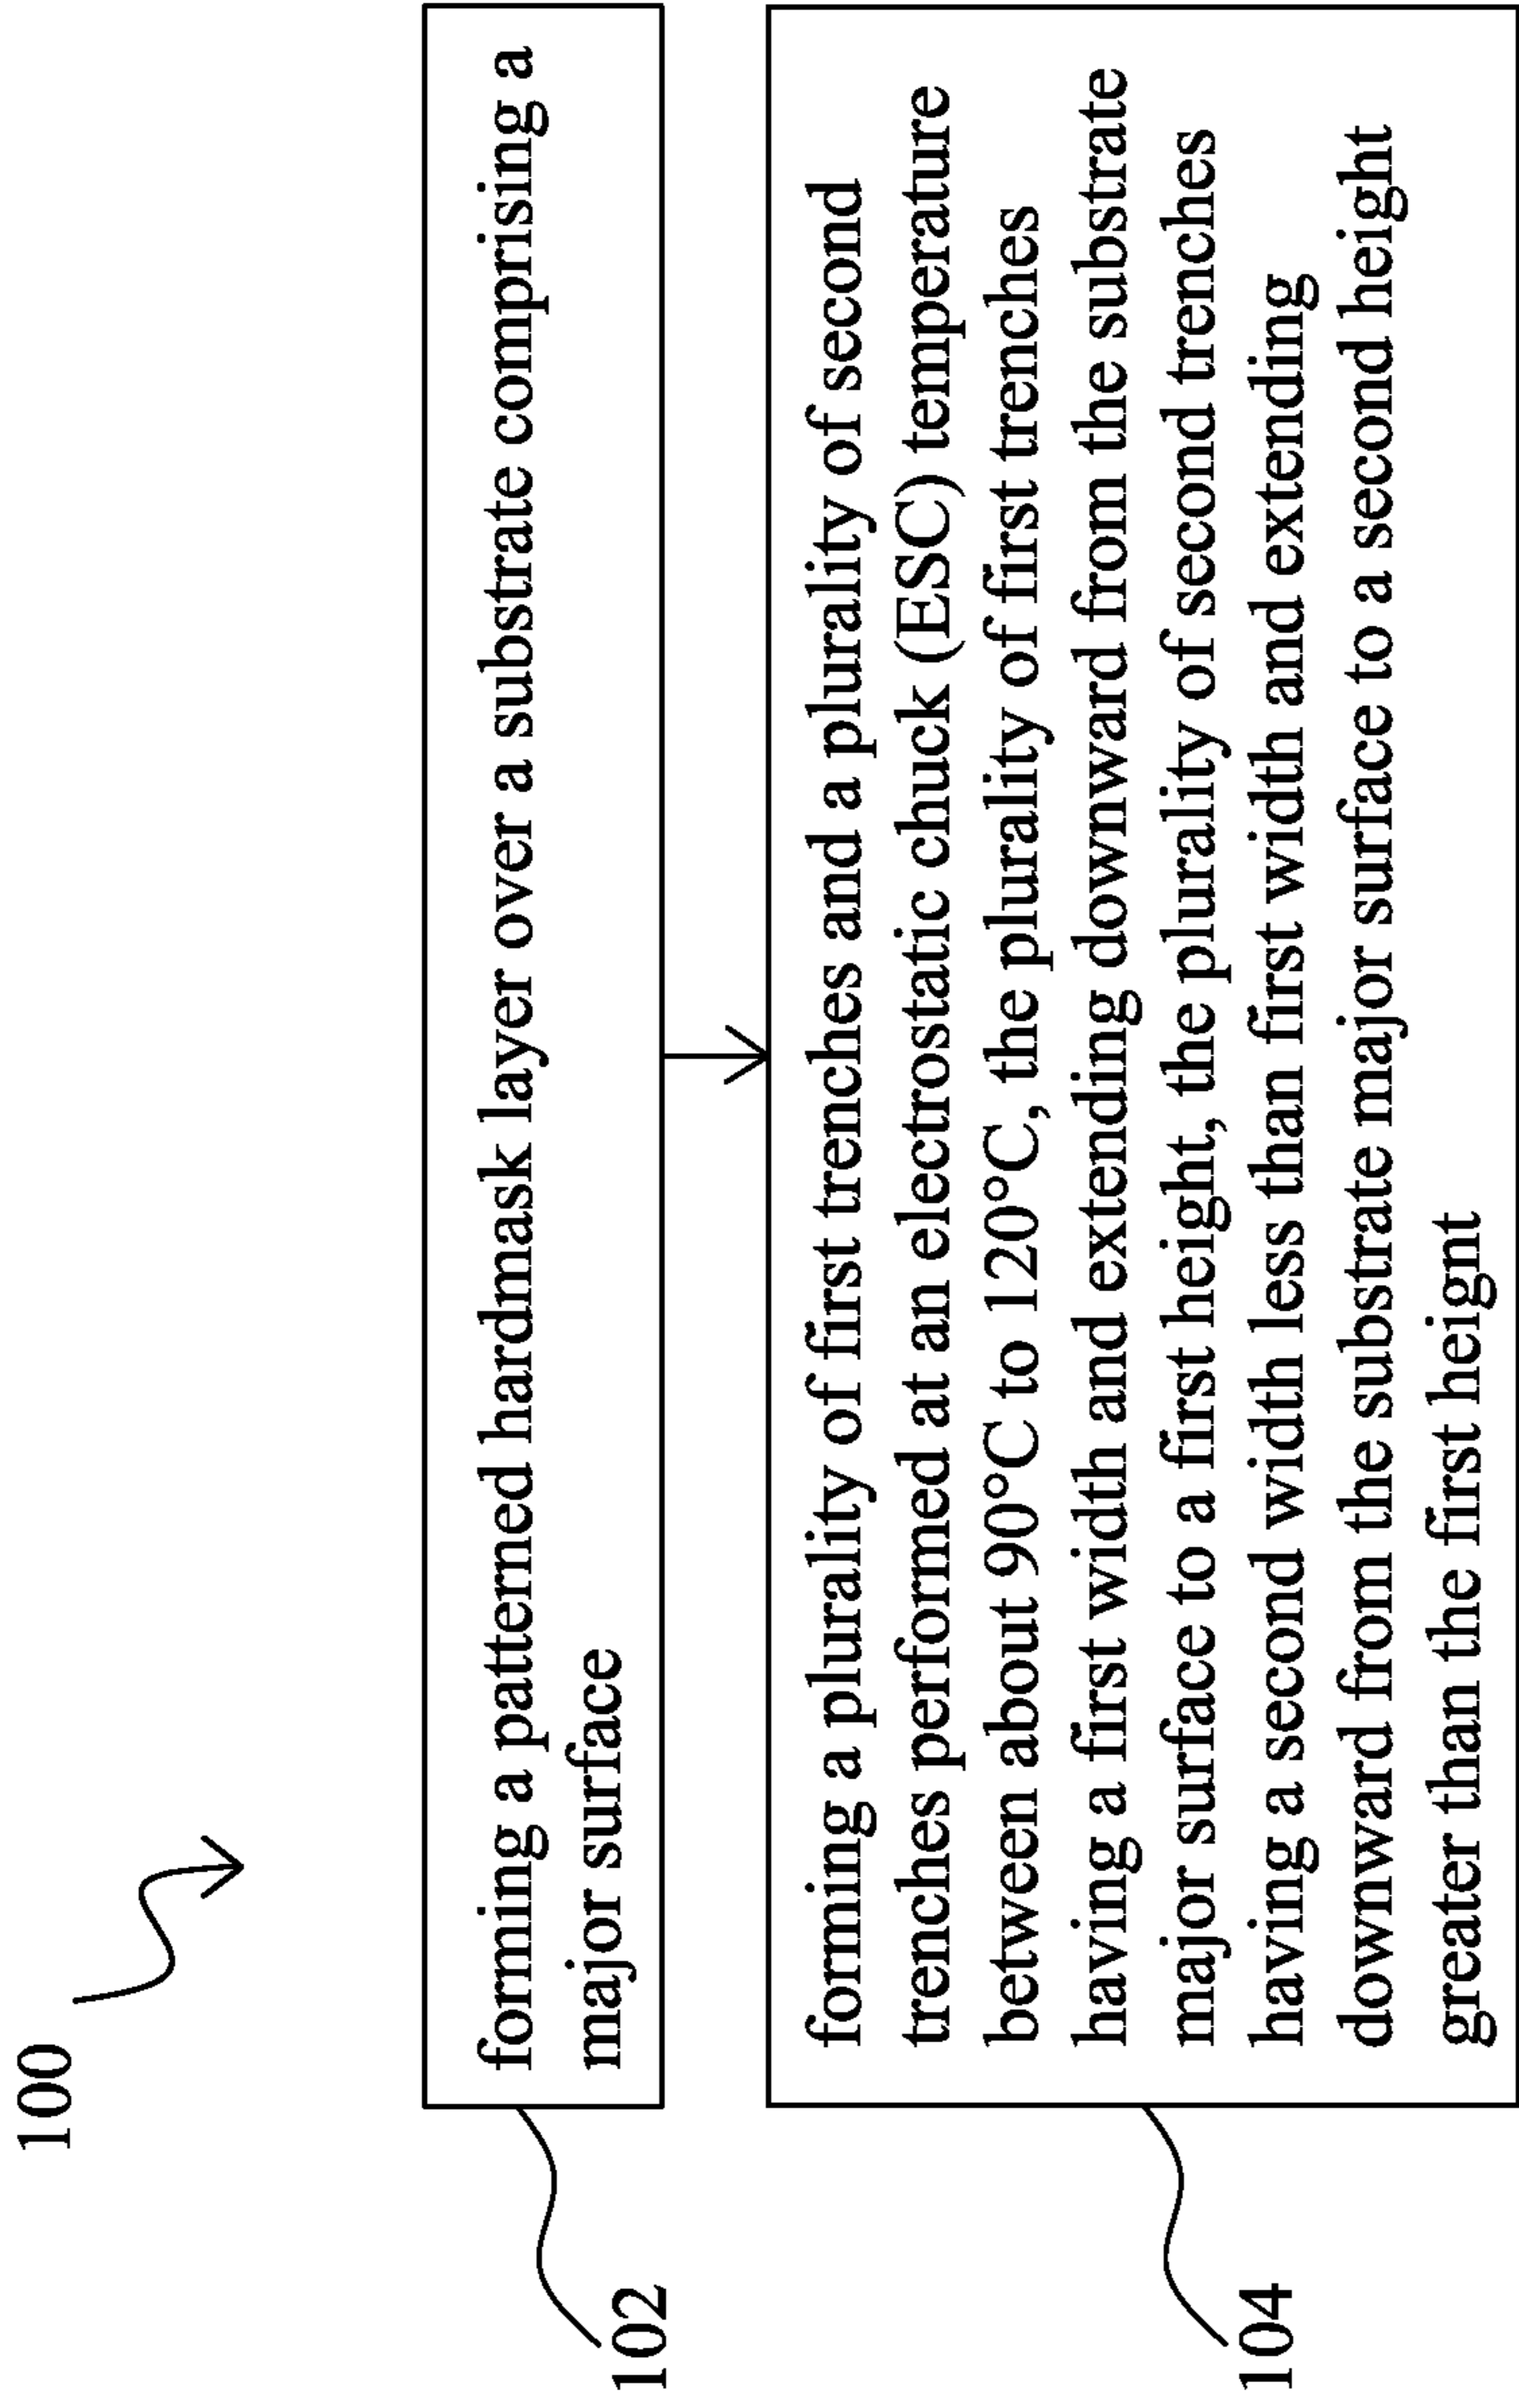 100
102
forming a patterned hardmask layer over a substrate comprising a
major surface
104
forming a plurality of first trenches and a plurality of second
trenches performed at an electrostatic chuck (ESC) temperature
between about 90°C to 120°C, the plurality of first trenches
having a first width and extending downward from the substrate
major surface to a first height, the plurality of second trenches
having a second width less than first width and extending
downward from the substrate major surface to a second height
greater than the first height